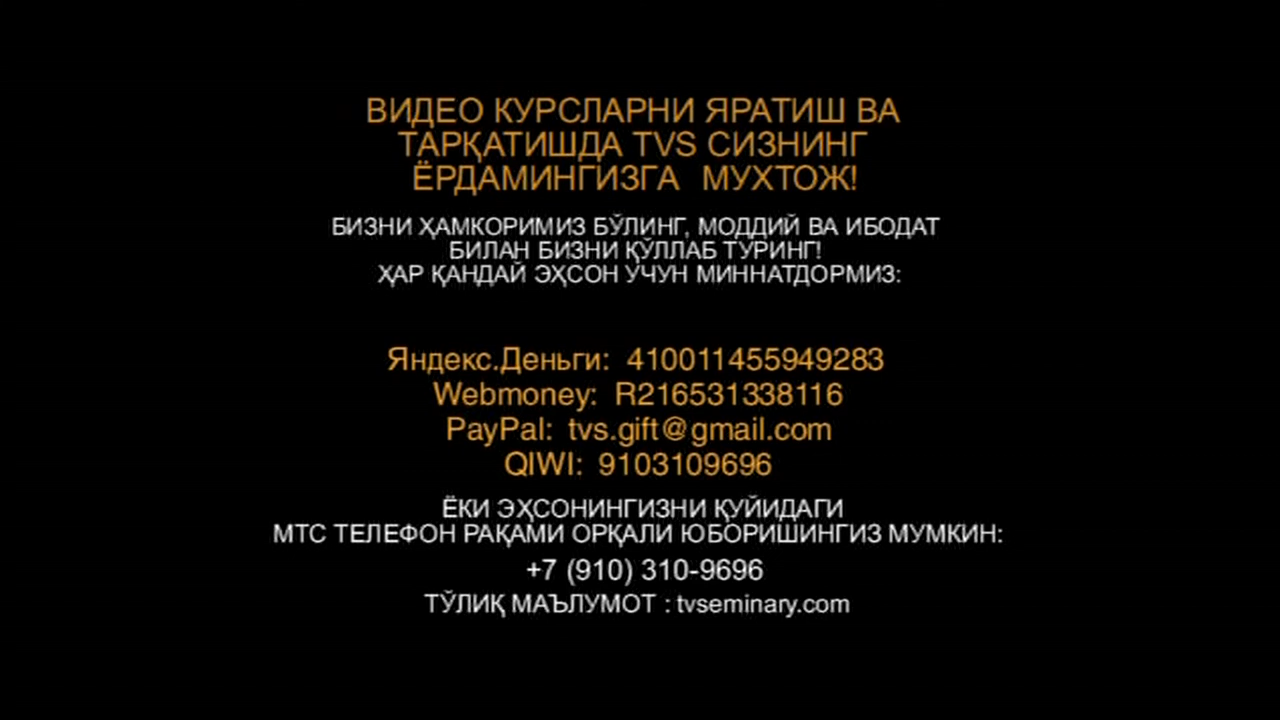 ВИДЕО КУРСЛАРНИ ЯРАТИШ ВА
ТАРҚАТИШДА TVS СИЗНИНГ
ЁРДАМИНГИЗГА МУХТОЖ!
БИЗНИ ҲАМКОРИМИЗ БЎЛИНГ, МОДДИЙ ВА ИБОДАТ
БИЛАН БИЗНИ ҚЎЛЛАБ ТУРИНГ!
ҲАР ҚАНДАЙ ЭҲСОН УЧУН МИННАТДОРМИЗ:
Яндекс.Деньги: 410011455949283
Webmoney: R216531338116
PayPal: tvs.gift@gmail.com
QIWI: 9103109696
ЁКИ ЭҲСОНИНГИЗНИ ҚУЙИДАГИ
МТС ТЕЛЕФОН РАҚАМИ ОРҚАЛИ ЮБОРИШИНГИЗ МУМКИН:
+7 (910) 310-9696
ТЎЛИҚ МАЪЛУМОТ : tvseminary.com